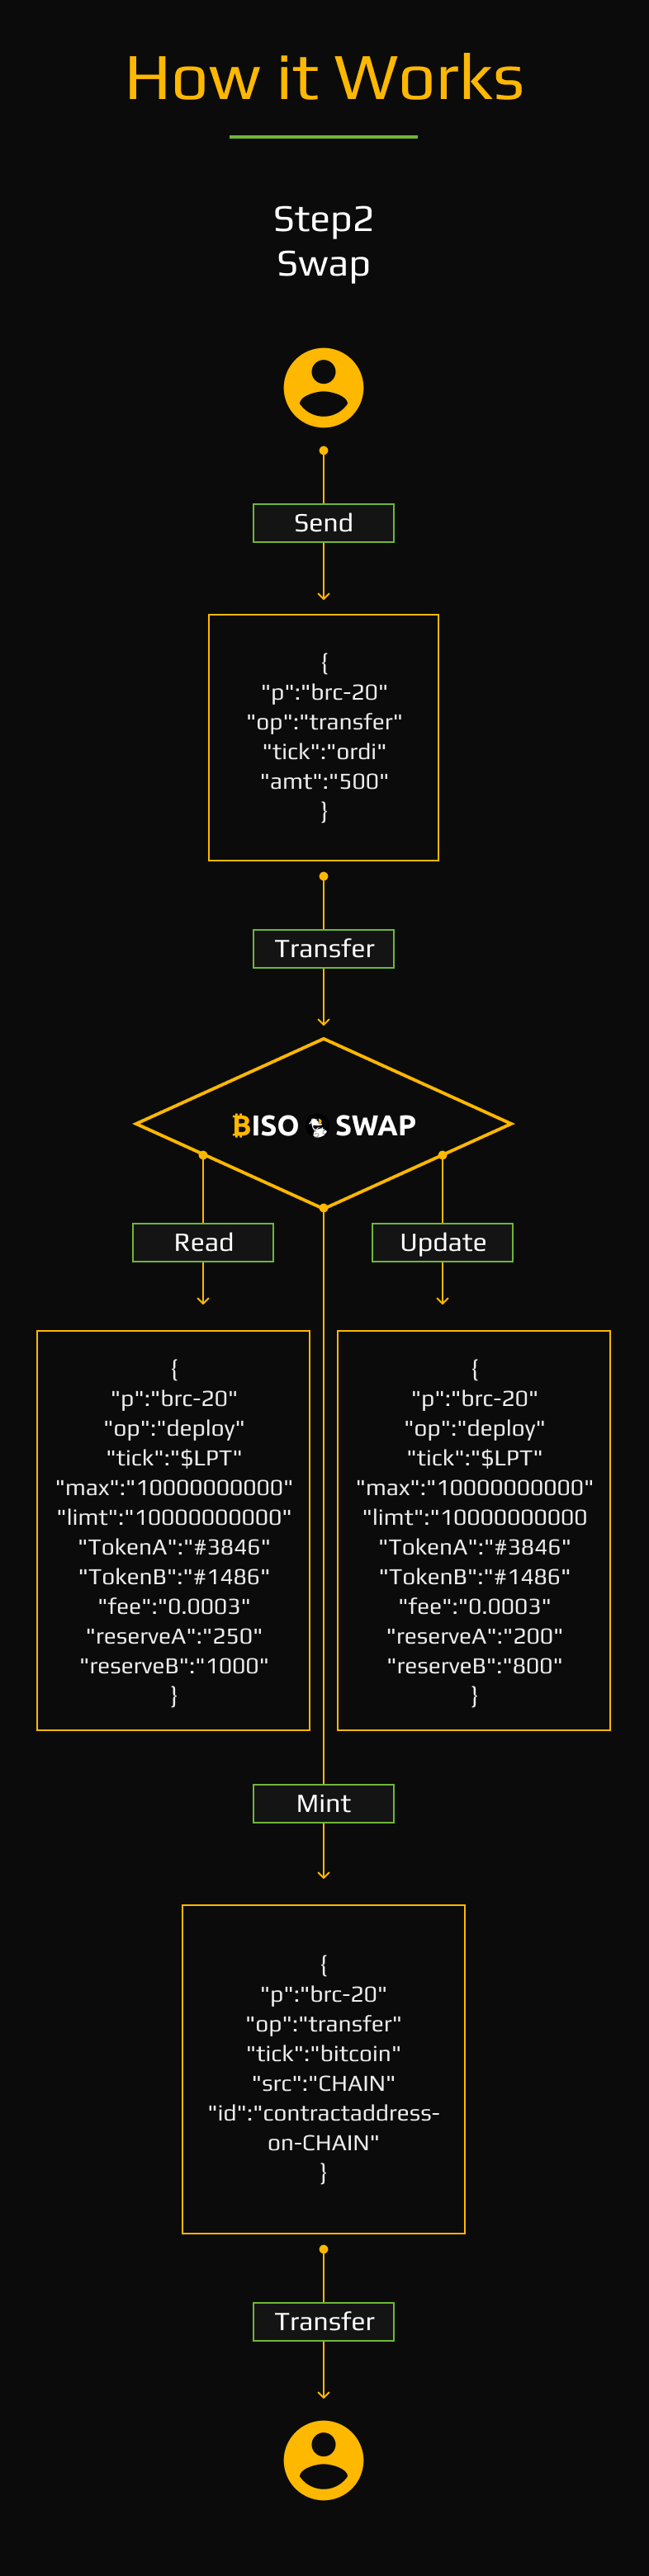 How it Works
Step2
Swap
Send
{
"p":"brc-20"
"op":"transfer"
"tick":"ordi"
"amt":"500"
}
Transfer
BISO SWAP
Read
Update
{
"p":"brc-20"
"op":"deploy"
"tick":"$LPT"
"max":"10000000000"
"limt":"10000000000"
"TokenA":"#3846"
"TokenB":"#1486"
"fee":"0.0003"
"reserveA":"250"
"reserveB":"1000"
}
{
"p":"brc-20"
"op":"deploy"
"tick":"$LPT"
"max":"10000000000"
"limt":"10000000000
"TokenA":"#3846"
"TokenB":"#1486"
"fee":"0.0003"
"reserveA":"200"
"reserveB":"800"
}
Mint
{
"p":"brc-20"
"op":"transfer"
"tick":"bitcoin"
"src":"CHAIN"
"id":"contractaddress-
on-CHAIN"
}
Transfer